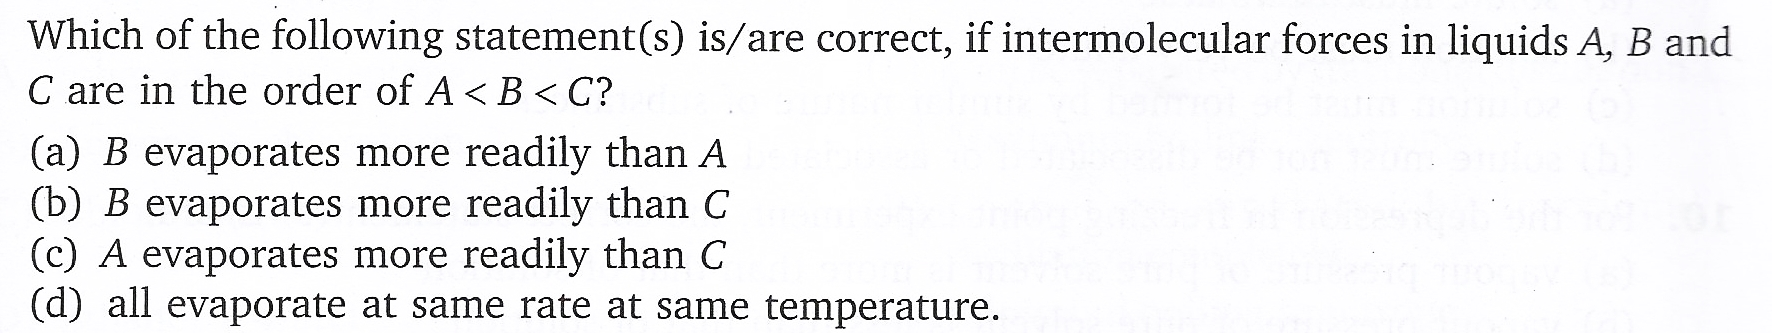 Which of the following statement(s) is/are correct, if intermolecular forces in liquids A, B and
C are in the order of A < B < C?
(a) B evaporates more readily than A
(b) B evaporates more readily than C
(c) A evaporates more readily than C
(d) all evaporate at same rate at same temperature.